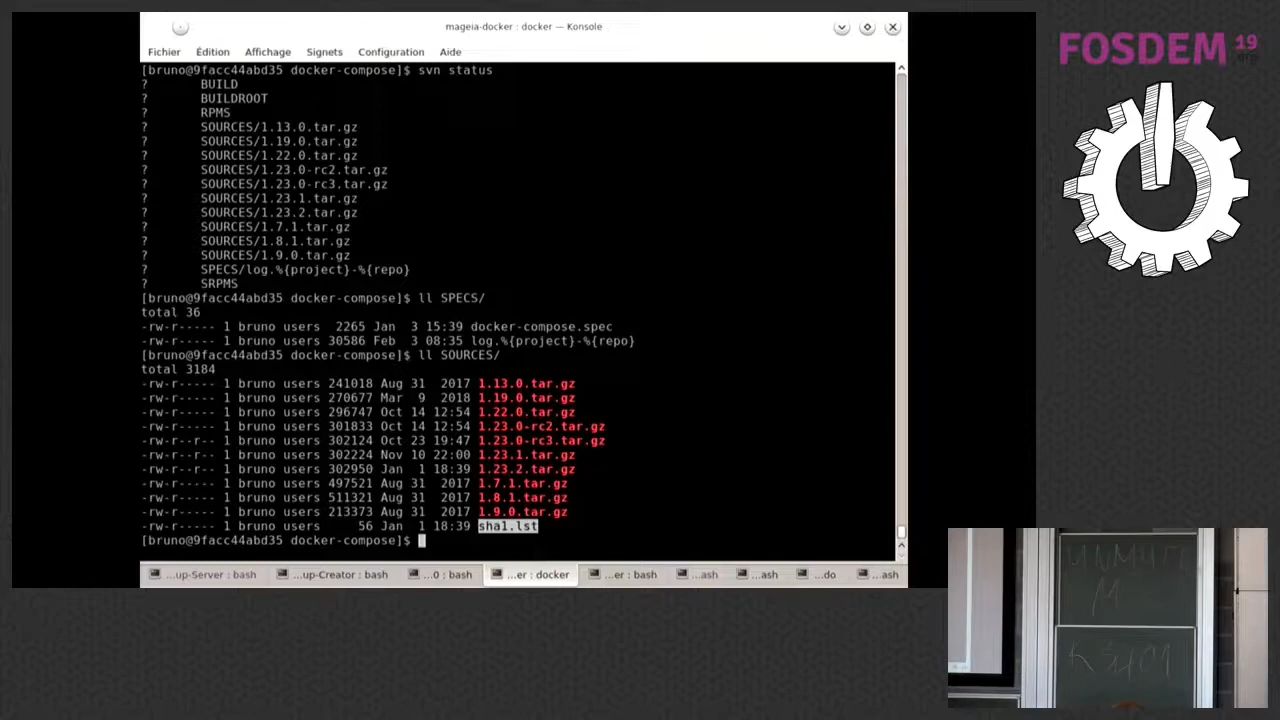 mageia-docker : docker — Konsole
Fichier Édition Affichage Signets Configuration Aide
[bruno@9facc44abd35 docker-compose]$ svn status
? BUILD
? BUILDROOT
? RPMS
? SOURCES/1.13.0.tar.gz
? SOURCES/1.19.0.tar.gz
? SOURCES/1.22.0.tar.gz
? SOURCES/1.23.0-rc2.tar.gz
? SOURCES/1.23.0-rc3.tar.gz
? SOURCES/1.23.1.tar.gz
? SOURCES/1.23.2.tar.gz
? SOURCES/1.7.1.tar.gz
? SOURCES/1.8.1.tar.gz
? SOURCES/1.9.0.tar.gz
? SPECS/log.%{project}-%{repo}
? SRPMS
[bruno@9facc44abd35 docker-compose]$ ll SPECS/
total 36
-rw-r----- 1 bruno users 2265 Jan 3 15:39 docker-compose.spec
-rw-r----- 1 bruno users 30586 Feb 3 08:35 log.%{project}-%{repo}
[bruno@9facc44abd35 docker-compose]$ ll SOURCES/
total 3184
-rw-r----- 1 bruno users 241018 Aug 31 2017 1.13.0.tar.gz
-rw-r----- 1 bruno users 270677 Mar 9 2018 1.19.0.tar.gz
-rw-r----- 1 bruno users 296747 Oct 14 12:54 1.22.0.tar.gz
-rw-r----- 1 bruno users 301833 Oct 14 12:54 1.23.0-rc2.tar.gz
-rw-r--r-- 1 bruno users 302124 Oct 23 19:47 1.23.0-rc3.tar.gz
-rw-r--r-- 1 bruno users 302224 Nov 10 22:00 1.23.1.tar.gz
-rw-r--r-- 1 bruno users 302950 Jan 1 18:39 1.23.2.tar.gz
-rw-r----- 1 bruno users 497521 Aug 31 2017 1.7.1.tar.gz
-rw-r----- 1 bruno users 511321 Aug 31 2017 1.8.1.tar.gz
-rw-r----- 1 bruno users 213373 Aug 31 2017 1.9.0.tar.gz
-rw-r----- 1 bruno users 56 Jan 1 18:39 sha1.lst
[bruno@9facc44abd35 docker-compose]$
...up-Server : bash ...up-Creator : bash ...0 : bash ...er : docker ...er : bash ...ash ...ash ...do ...ash
FOSDEM 19
.org